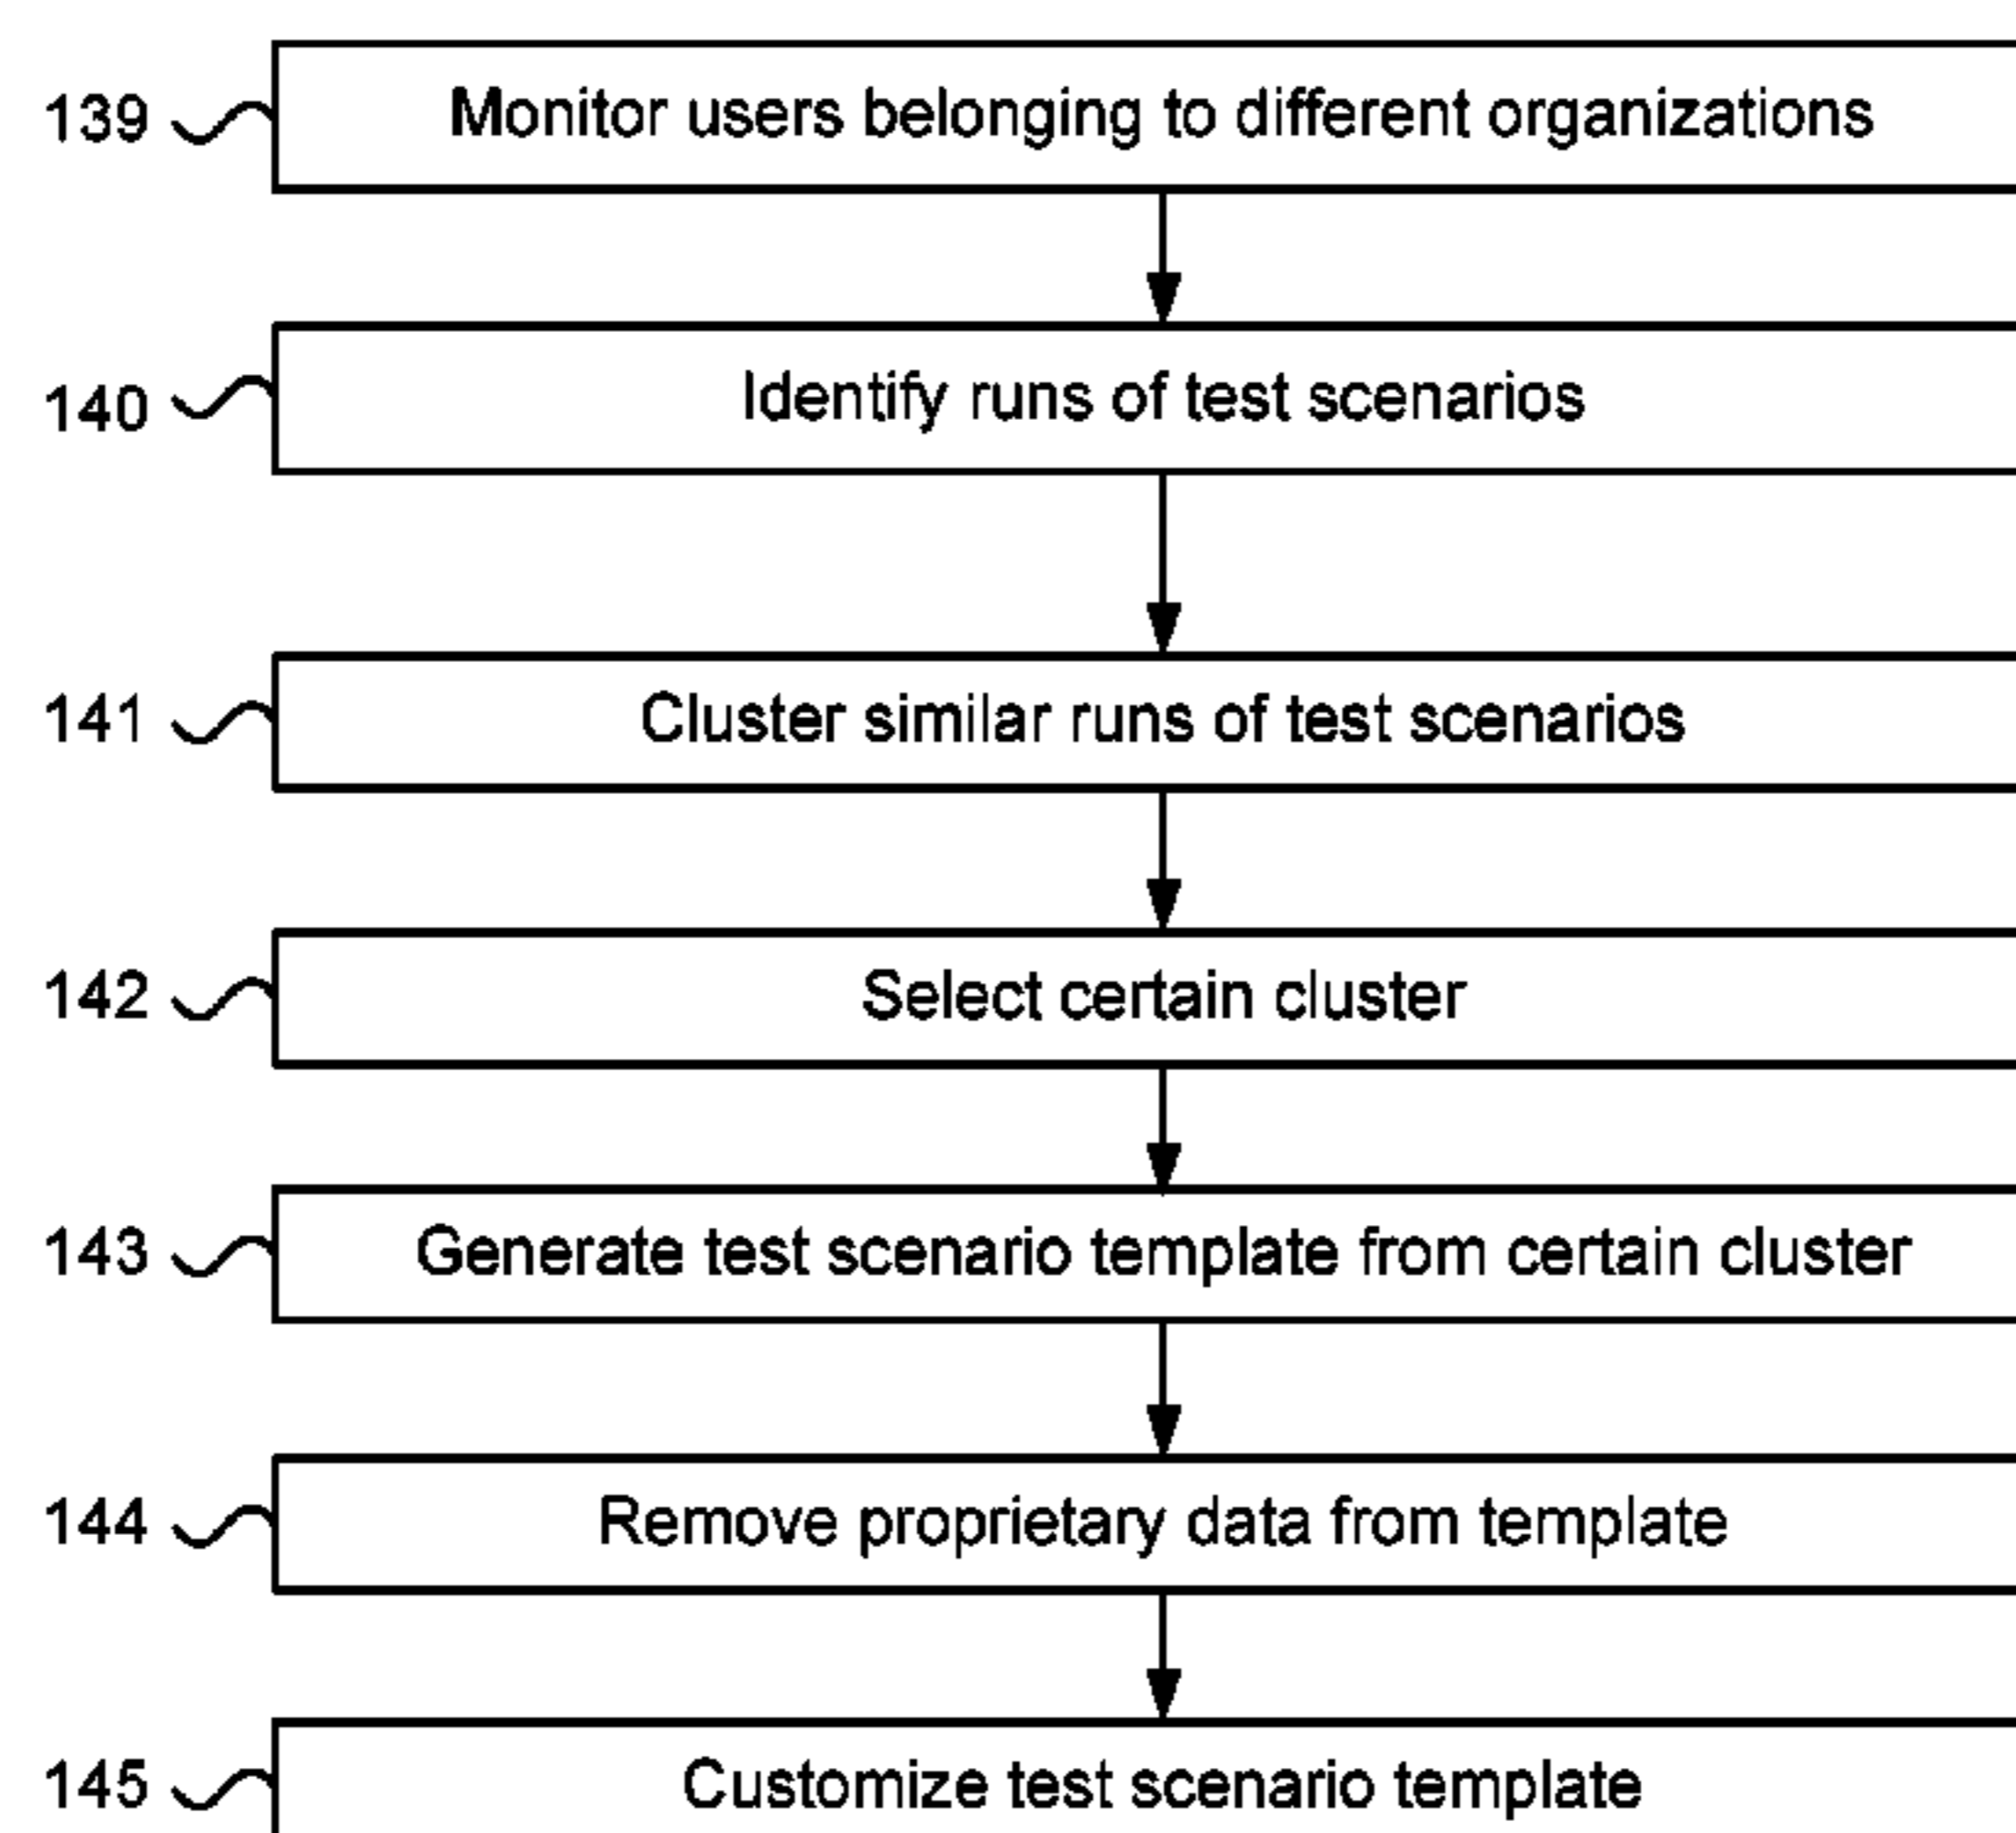 139 Monitor users belonging to different organizations
140 Identify runs of test scenarios
141 Cluster similar runs of test scenarios
142 Select certain cluster
143 Generate test scenario template from certain cluster
144 Remove proprietary data from template
145 Customize test scenario template